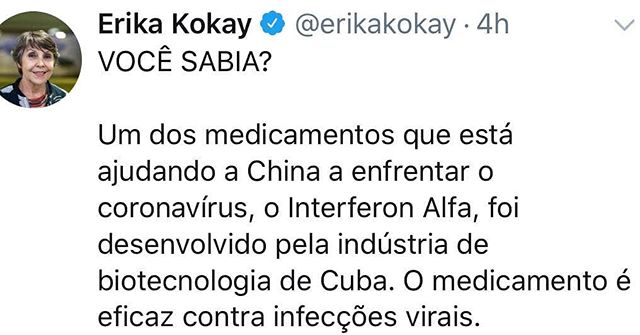 Erika Kokay @erikakokay · 4h
VOCÊ SABIA?
Um dos medicamentos que está
ajudando a China a enfrentar o
coronavírus, o Interferon Alfa, foi
desenvolvido pela indústria de
biotecnologia de Cuba. O medicamento é
eficaz contra infecções virais.